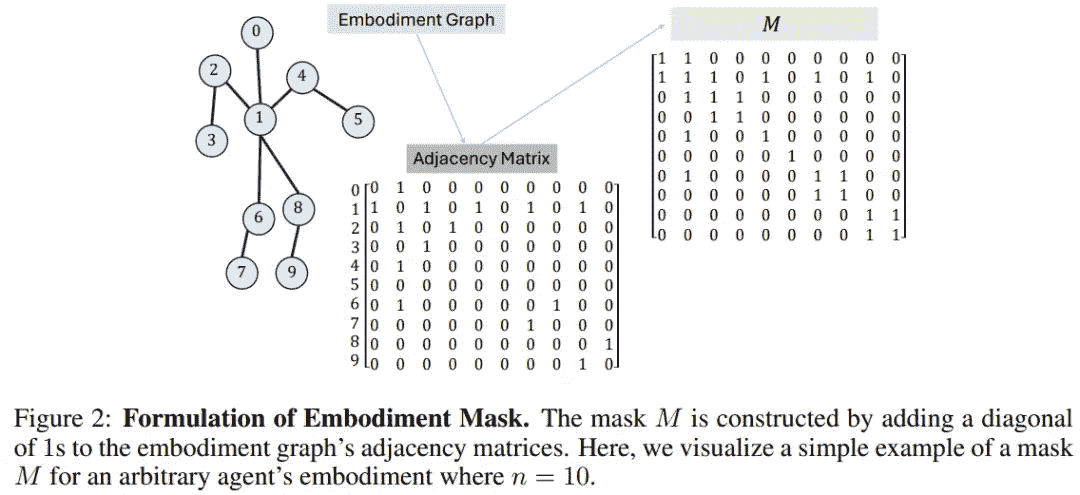 0
2
4
1
3
5
6
8
7
9
Embodiment Graph
Adjacency Matrix
0 0 1 0 0 0 0 0 0 0 0
1 1 0 1 0 1 0 1 0 1 0
2 0 1 0 1 0 0 0 0 0 0
3 0 0 1 0 0 0 0 0 0 0
4 0 1 0 0 0 0 0 0 0 0
5 0 0 0 0 0 0 0 0 0 0
6 0 1 0 0 0 0 0 1 0 0
7 0 0 0 0 0 0 1 0 0 0
8 0 0 0 0 0 0 0 0 0 1
9 0 0 0 0 0 0 0 0 1 0
M
1 1 0 0 0 0 0 0 0 0
1 1 1 0 1 0 1 0 1 0
0 1 1 1 0 0 0 0 0 0
0 0 1 1 0 0 0 0 0 0
0 1 0 0 1 0 0 0 0 0
0 0 0 0 0 1 0 0 0 0
0 1 0 0 0 0 1 1 0 0
0 0 0 0 0 0 1 1 0 0
0 0 0 0 0 0 0 0 1 1
0 0 0 0 0 0 0 0 1 1
Figure 2: Formulation of Embodiment Mask. The mask M is constructed by adding a diagonal
of 1s to the embodiment graph's adjacency matrices. Here, we visualize a simple example of a mask
M for an arbitrary agent's embodiment where n = 10.